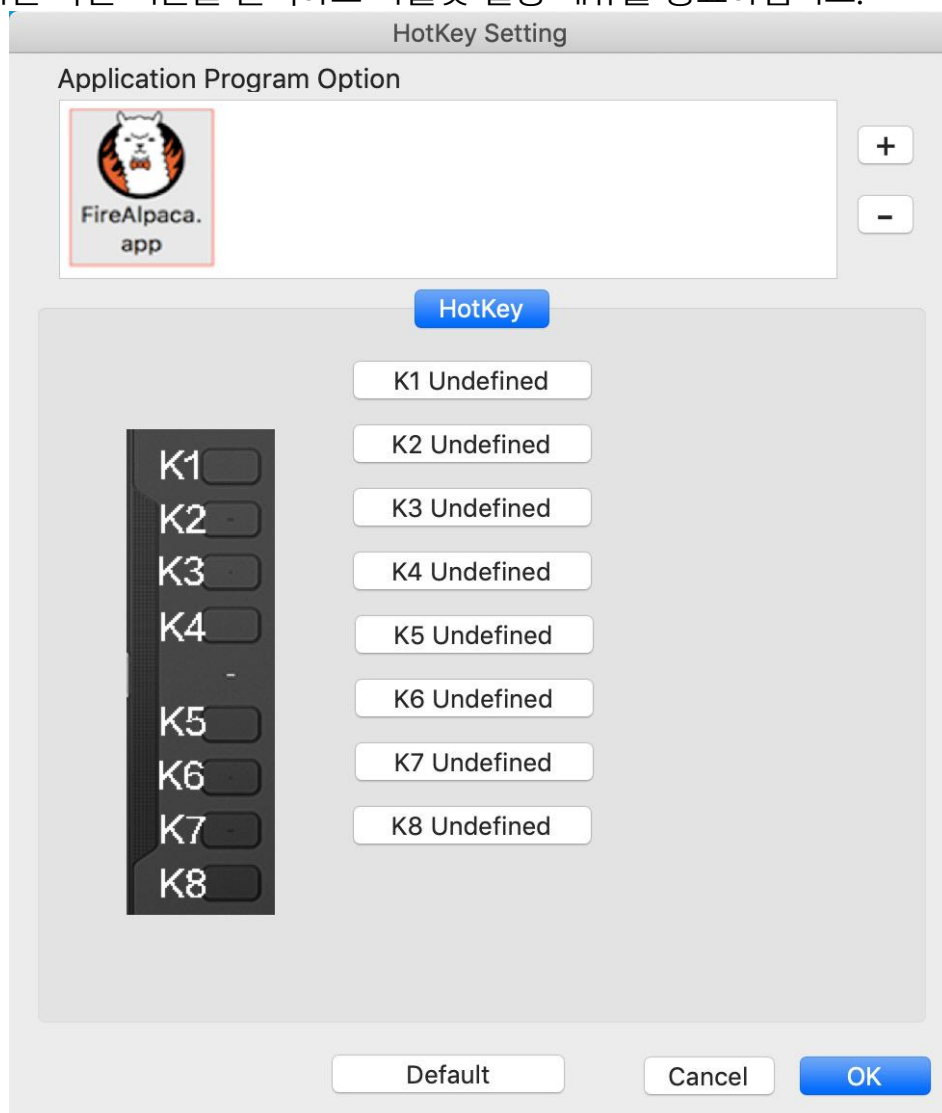 HotKey Setting
Application Program Option
FireAlpaca.
app
+
-
HotKey
K1 Undefined
K2 Undefined
K3 Undefined
K4 Undefined
K5 Undefined
K6 Undefined
K7 Undefined
K8 Undefined
K1
K2
K3
K4
K5
K6
K7
K8
Default
Cancel
OK